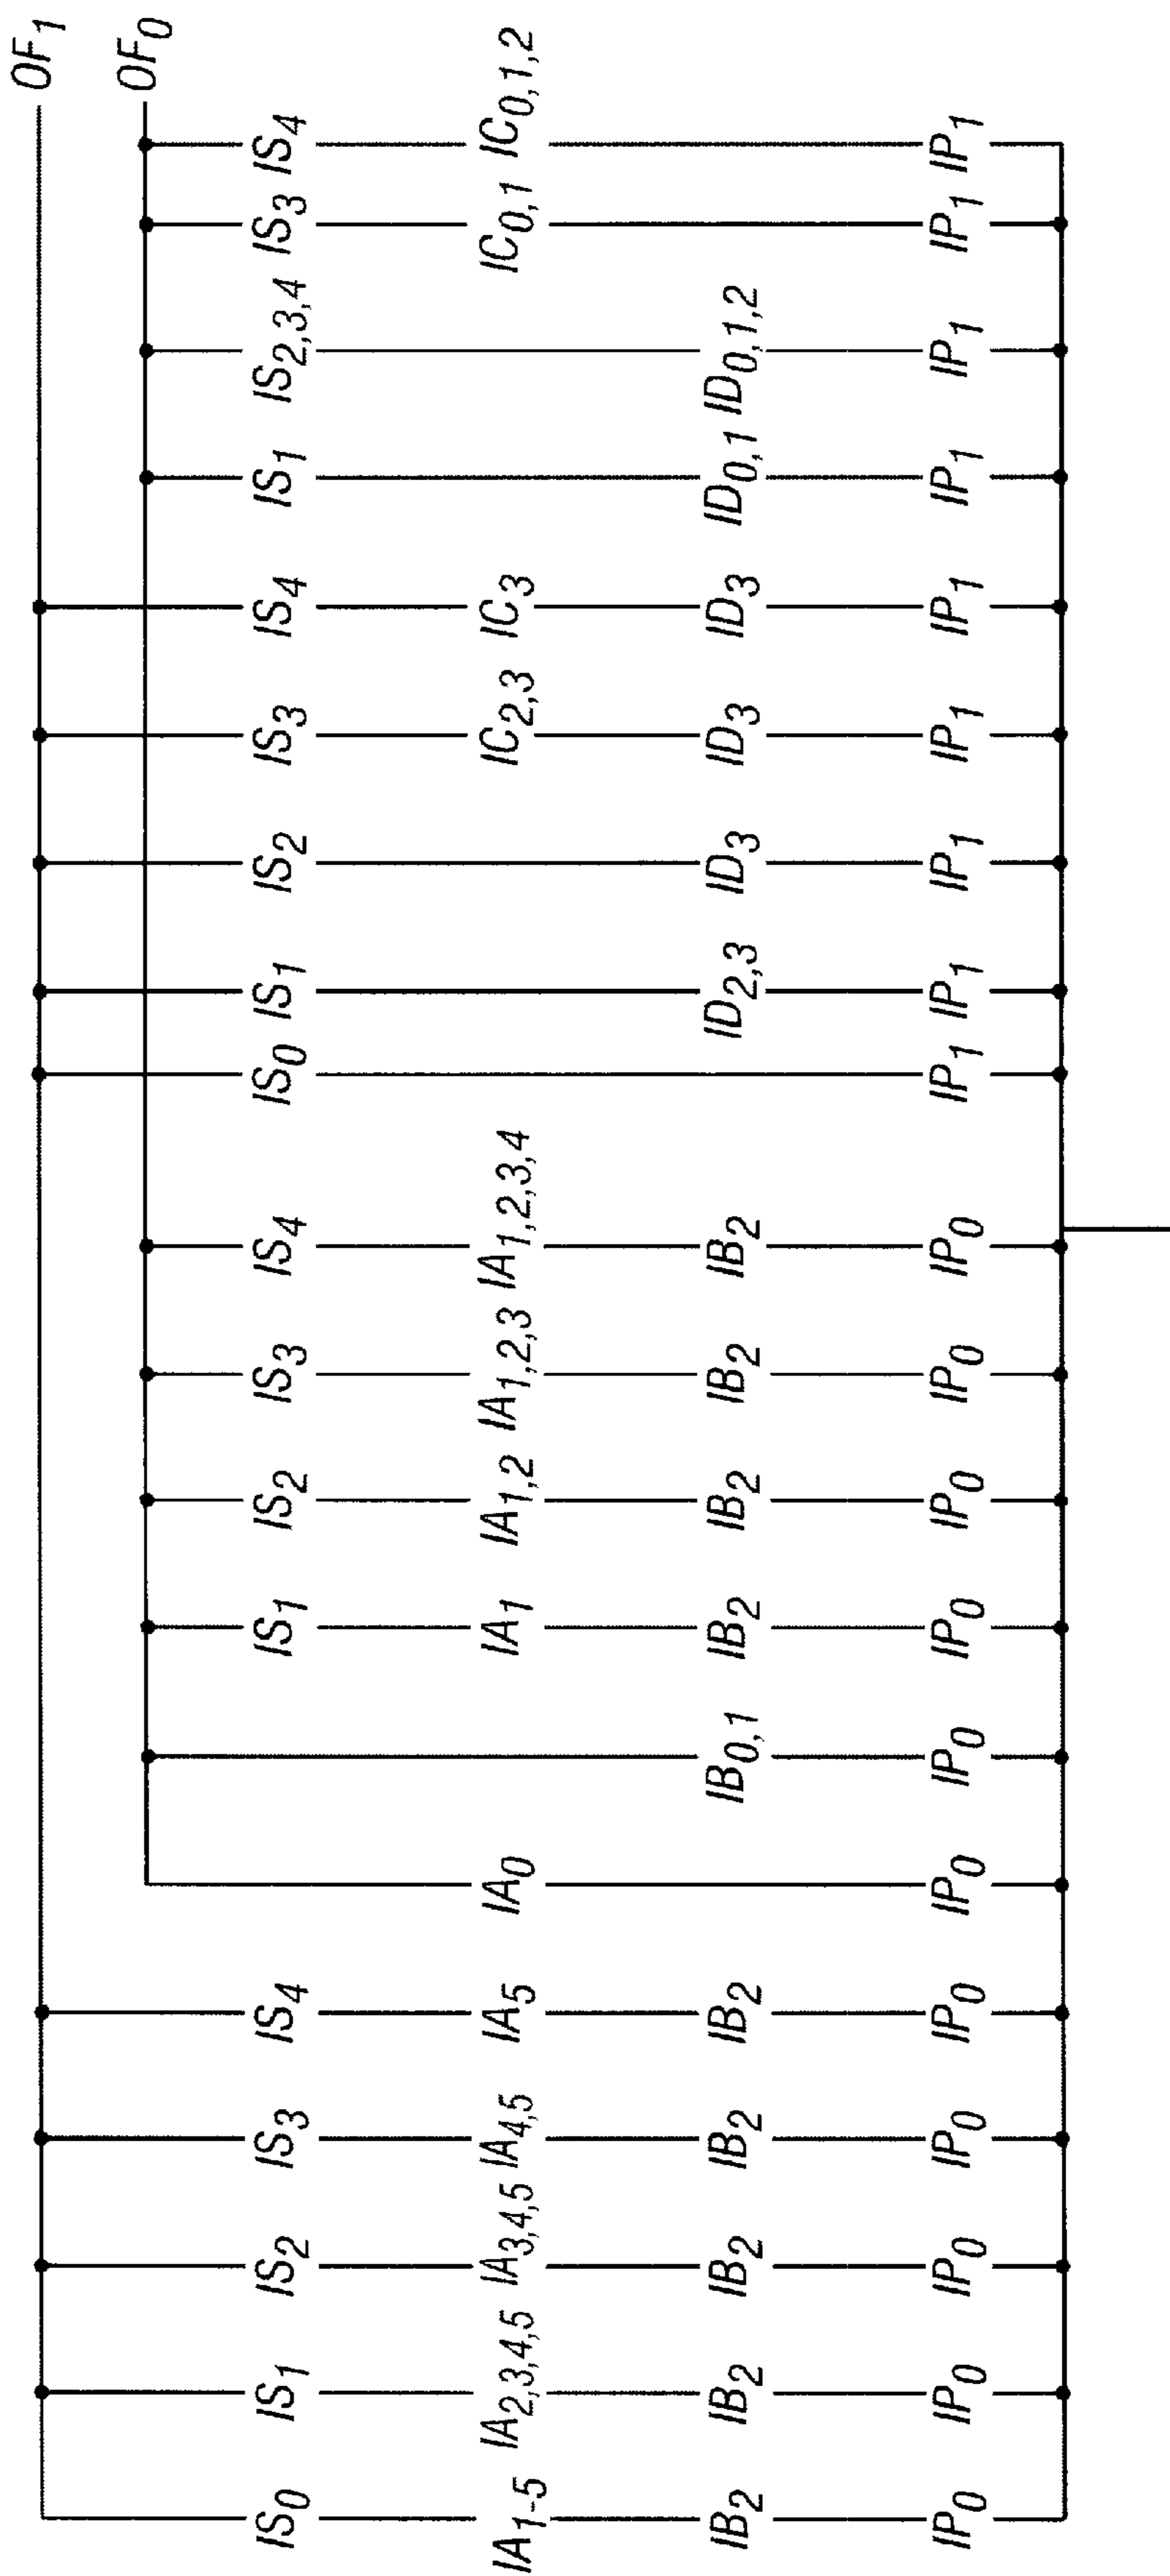 OF₁
OF₀
IS₀ IS₁ IS₂ IS₃ IS₄ IS₁ IS₂ IS₃ IS₄ IS₀ IS₁ IS₂ IS₃ IS₄ IS₁ IS₂,₃,₄ IS₃ IS₄
IA₁₋₅ IA₂,₃,₄,₅ IA₃,₄,₅ IA₄,₅ IA₅ IA₀ IA₁ IA₁,₂ IA₁,₂,₃ IA₁,₂,₃,₄ IC₂,₃ IC₃ IC₀,₁ IC₀,₁,₂
IB₂ IB₂ IB₂ IB₂ IB₂ IB₀,₁ IB₂ IB₂ IB₂ IB₂ ID₂,₃ ID₃ ID₃ ID₃ ID₀,₁ ID₀,₁,₂
IP₀ IP₀ IP₀ IP₀ IP₀ IP₀ IP₀ IP₀ IP₀ IP₀ IP₀ IP₁ IP₁ IP₁ IP₁ IP₁ IP₁ IP₁ IP₁ IP₁